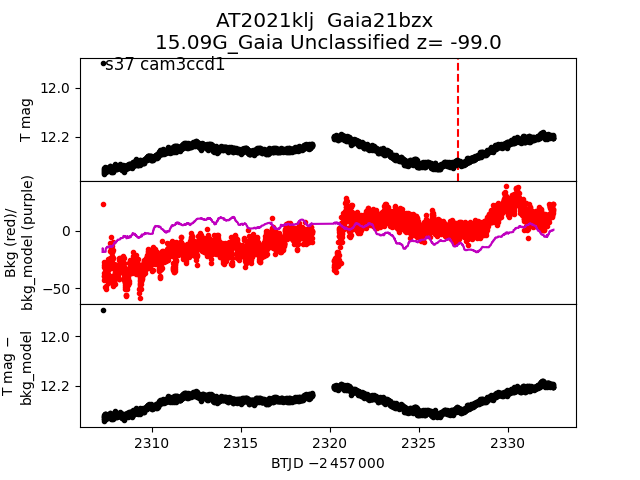 AT2021klj  Gaia21bzx
15.09G_Gaia Unclassified z= -99.0
s37 cam3ccd1
12.0
12.2
T mag
0
−50
Bkg (red)/
bkg_model (purple)
12.0
12.2
T mag −
bkg_model
2310
2315
2320
2325
2330
BTJD −2 457 000